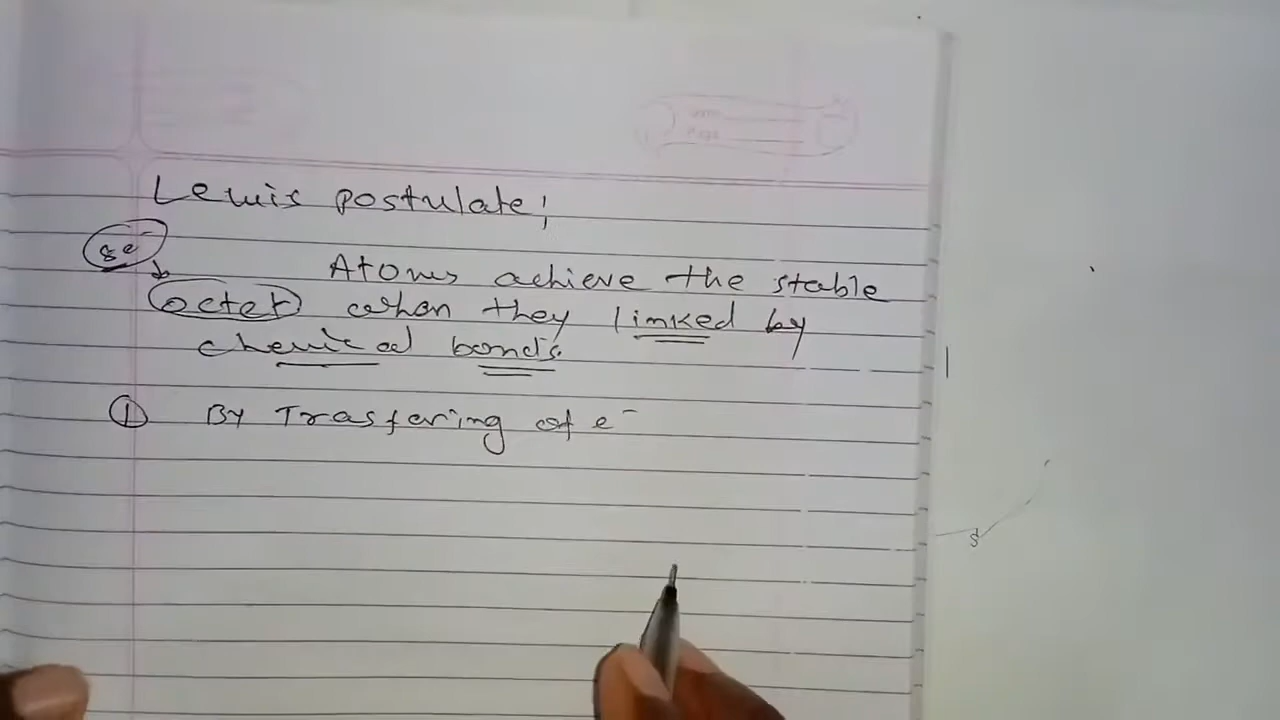 Lewis postulate;
8e⁻
Atoms achieve the stable
octet when they linked by
chemical bonds.
① By Trasfering of e⁻